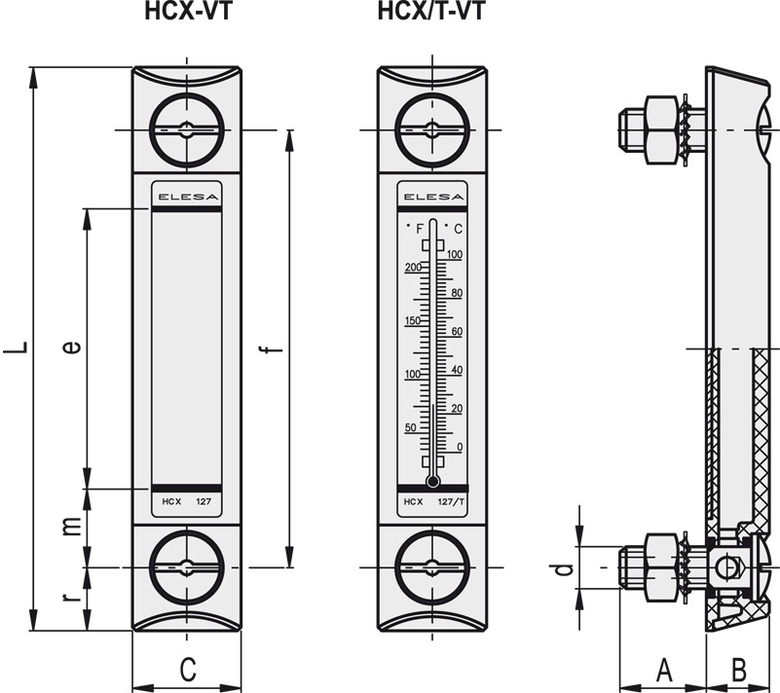 HCX-VT HCX/T-VT
ELESA ELESA
° F ° C
100
200
80
150
60
L e f
100 40
20
50
0
HCX 127 HCX 127/T
m
d
r
C A B